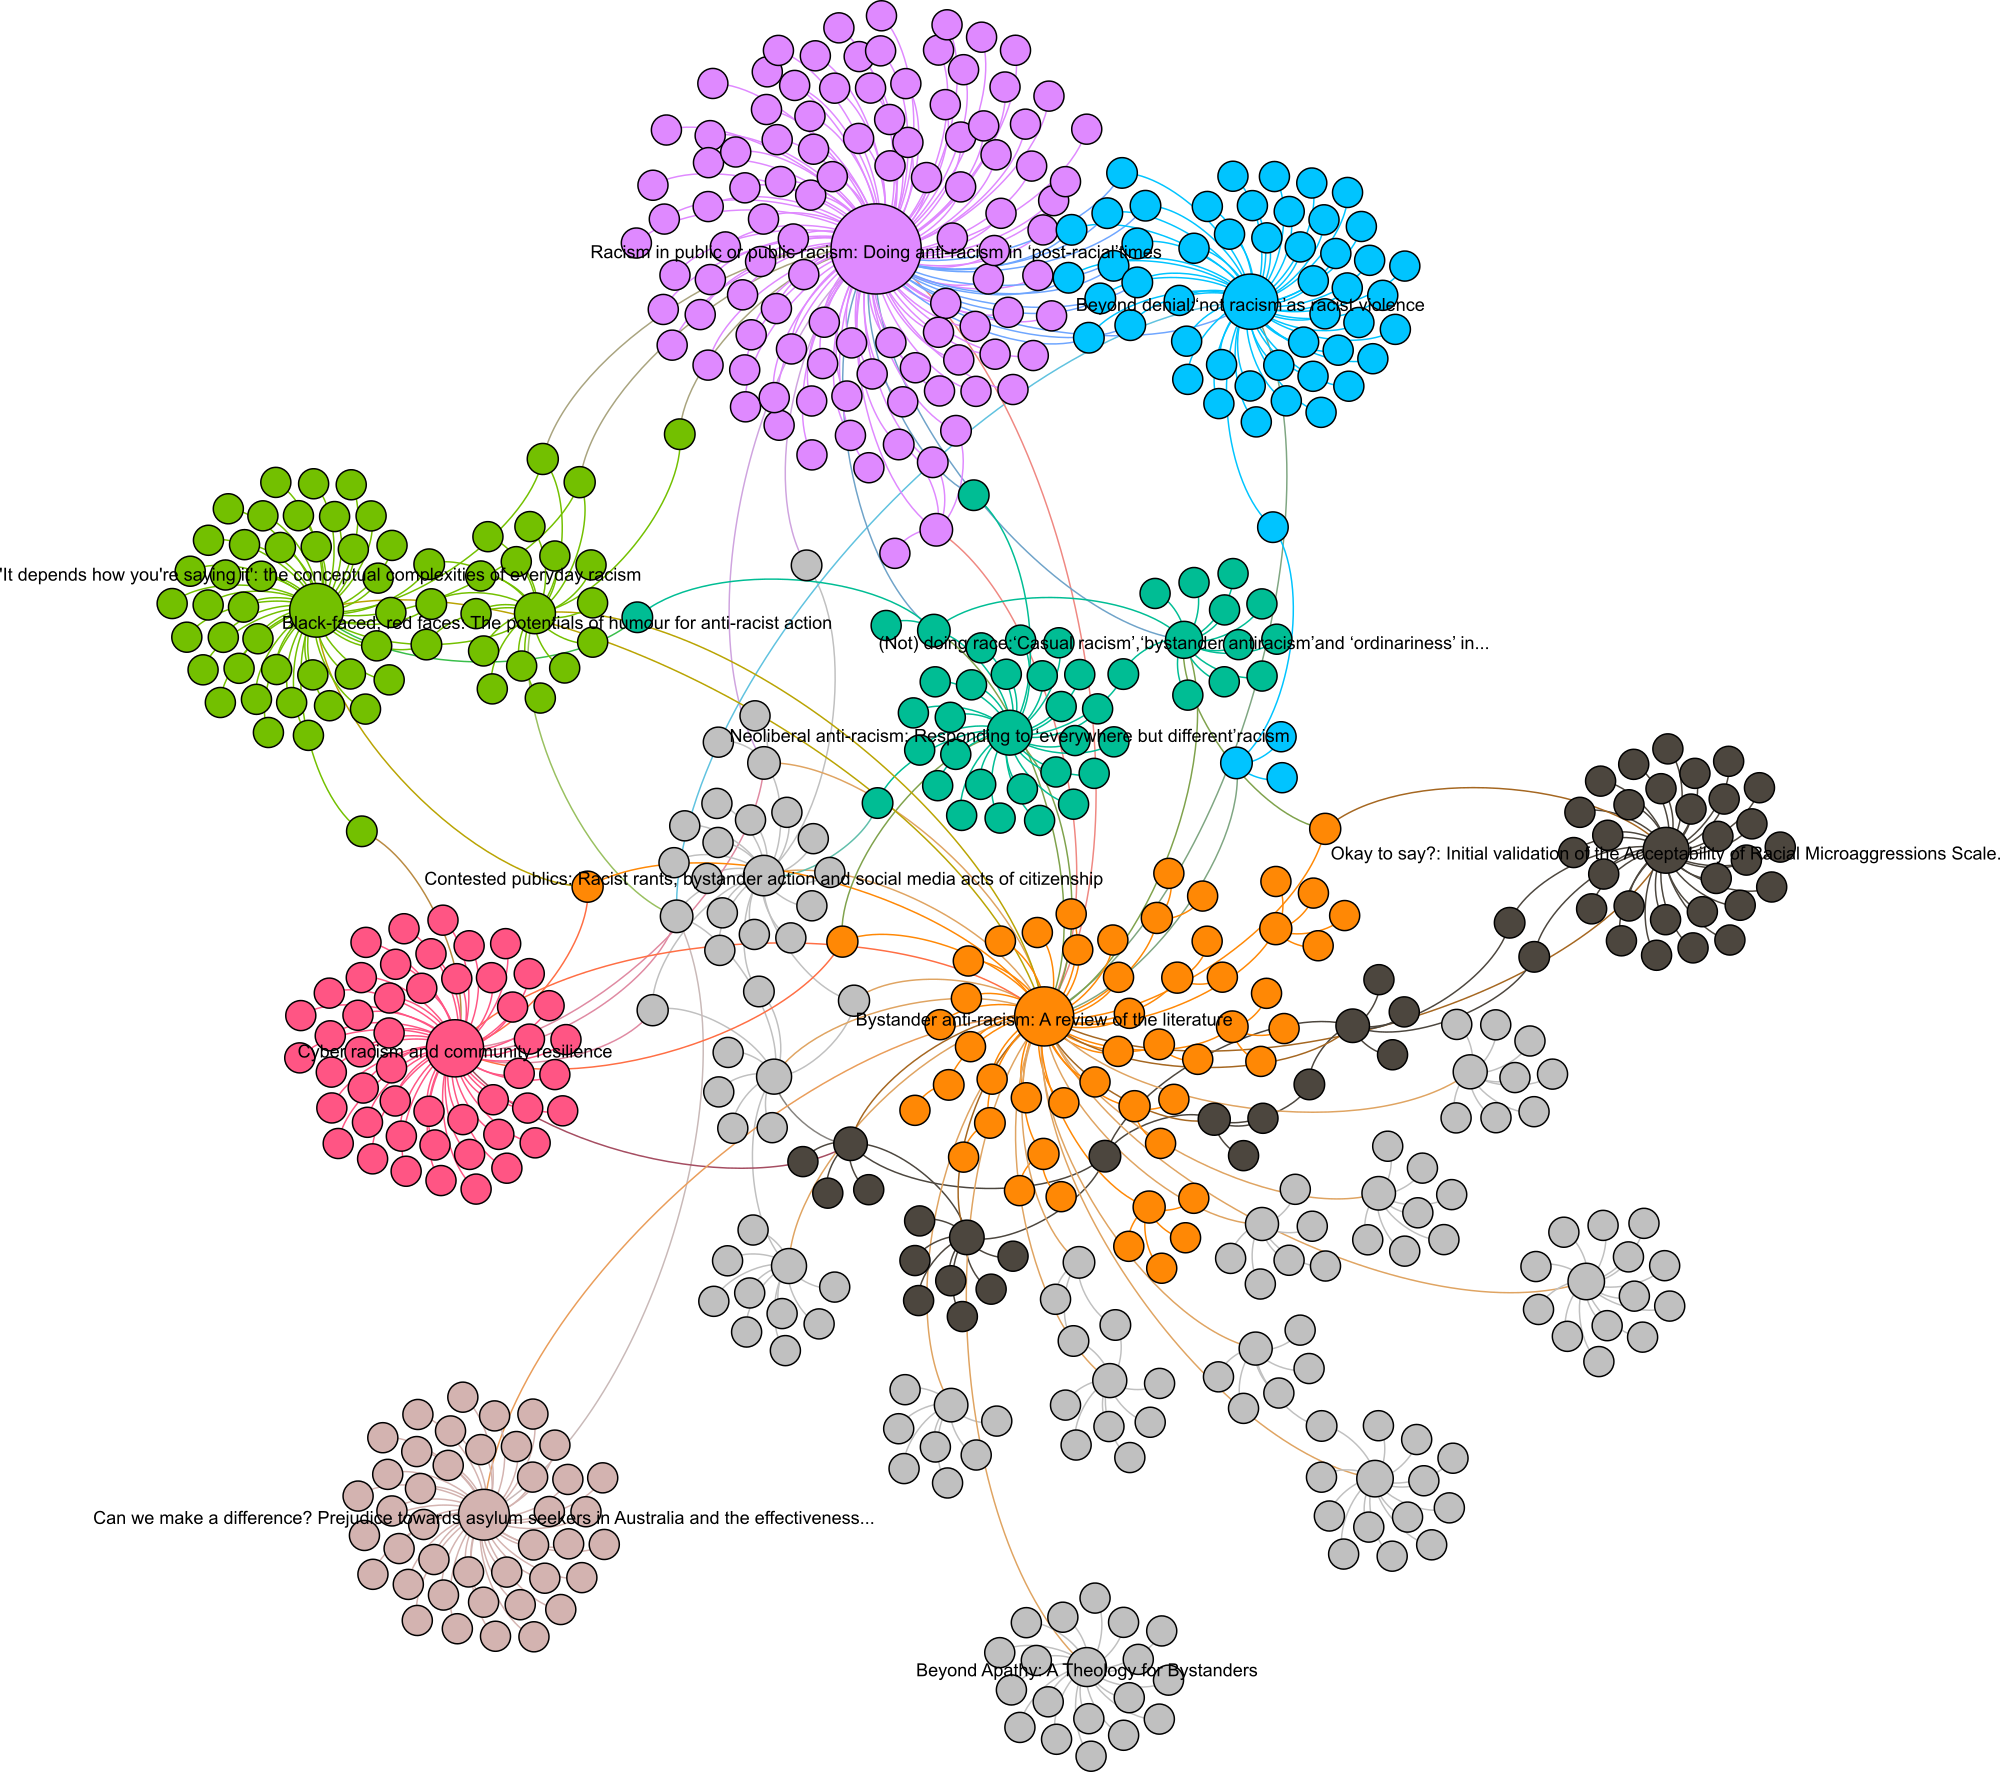 Racism in public or public racism: Doing anti-racism in ‘post-racial’times
Beyond denial:‘not racism’as racist violence
'It depends how you're saying it': the conceptual complexities of everyday racism
Black-faced, red faces: The potentials of humour for anti-racist action
(Not) doing race:‘Casual racism’,‘bystander antiracism’and ‘ordinariness’ in...
Neoliberal anti-racism: Responding to ‘everywhere but different’racism
Okay to say?: Initial validation of the Acceptability of Racial Microaggressions Scale.
Contested publics: Racist rants, bystander action and social media acts of citizenship
Bystander anti-racism: A review of the literature
Cyber racism and community resilience
Can we make a difference? Prejudice towards asylum seekers in Australia and the effectiveness...
Beyond Apathy: A Theology for Bystanders